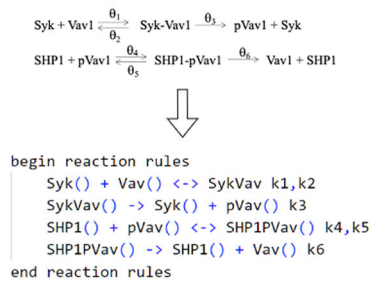 θ1
Syk + Vav1 ⇌ Syk-Vav1 θ3→ pVav1 + Syk
θ2
θ4
SHP1 + pVav1 ⇌ SHP1-pVav1 θ6→ Vav1 + SHP1
θ5
begin reaction rules
Syk() + Vav() <-> SykVav k1,k2
SykVav() -> Syk() + pVav() k3
SHP1() + pVav() <-> SHP1PVav() k4,k5
SHP1PVav() -> SHP1() + Vav() k6
end reaction rules